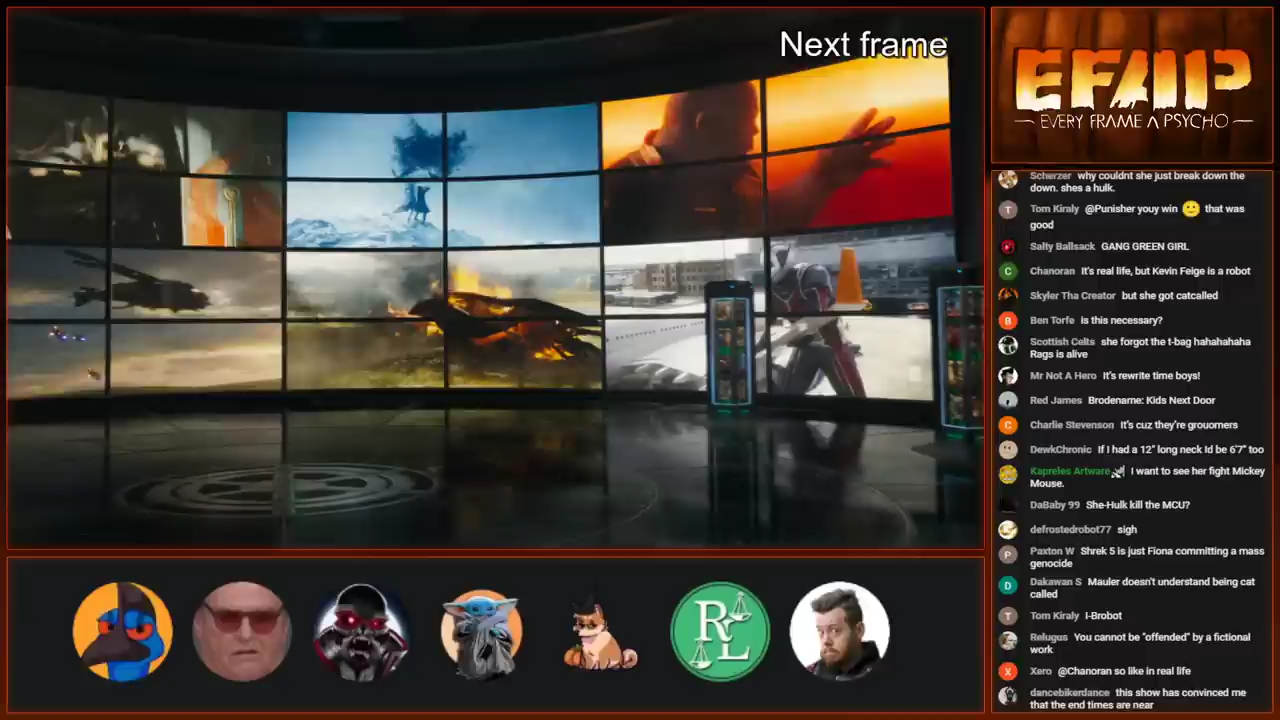 Next frame
EFAP
EVERY FRAME A PSYCHO
Scherzer why couldnt she just break down the
down. shes a hulk.
T Tom Kiraly @Punisher youy win 🙂 that was
good
Salty Ballsack GANG GREEN GIRL
C Chanoran It's real life, but Kevin Feige is a robot
Skyler Tha Creator but she got catcalled
B Ben Torfe is this necessary?
Scottish Celts she forgot the t-bag hahahahaha
Rags is alive
Mr Not A Hero It's rewrite time boys!
Red James Brodename: Kids Next Door
C Charlie Stevenson It's cuz they're grouomers
DewkChronic If I had a 12" long neck Id be 6'7" too
Kapreles Artware I want to see her fight Mickey
Mouse.
DaBaby 99 She-Hulk kill the MCU?
defrostedrobot77 sigh
P Paxton W Shrek 5 is just Fiona committing a mass
genocide
D Dakawan S Mauler doesn't understand being cat
called
T Tom Kiraly I-Brobot
Relugus You cannot be "offended" by a fictional
work
X Xero @Chanoran so like in real life
dancebikerdance this show has convinced me
that the end times are near
RLL